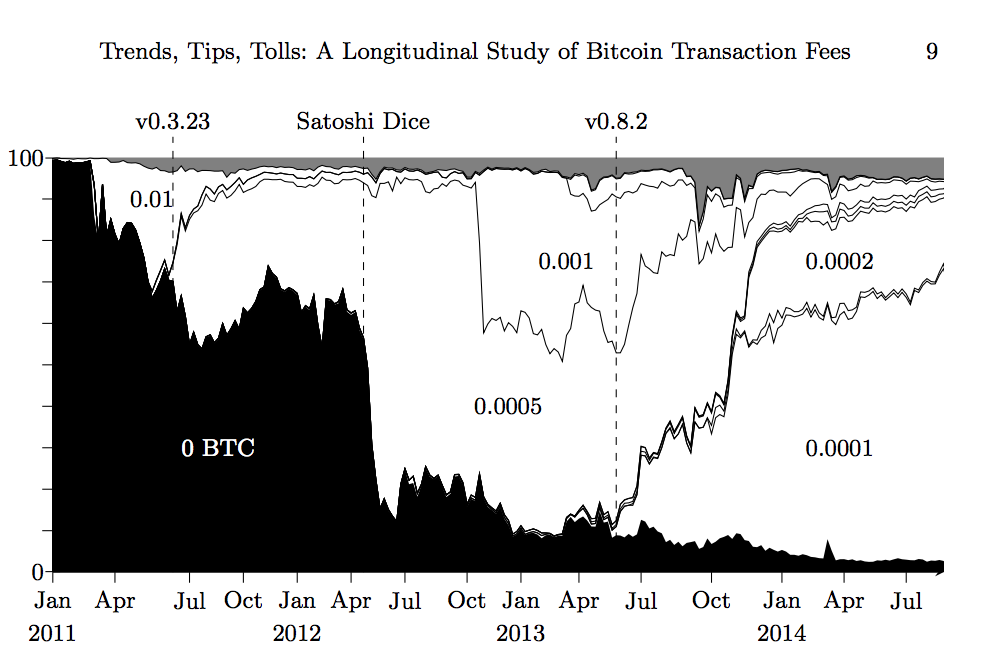 Trends, Tips, Tolls: A Longitudinal Study of Bitcoin Transaction Fees 9
v0.3.23 Satoshi Dice v0.8.2
100
0.01
0.001
0.0002
0.0005
0 BTC
0.0001
0
Jan Apr Jul Oct Jan Apr Jul Oct Jan Apr Jul Oct Jan Apr Jul
2011 2012 2013 2014